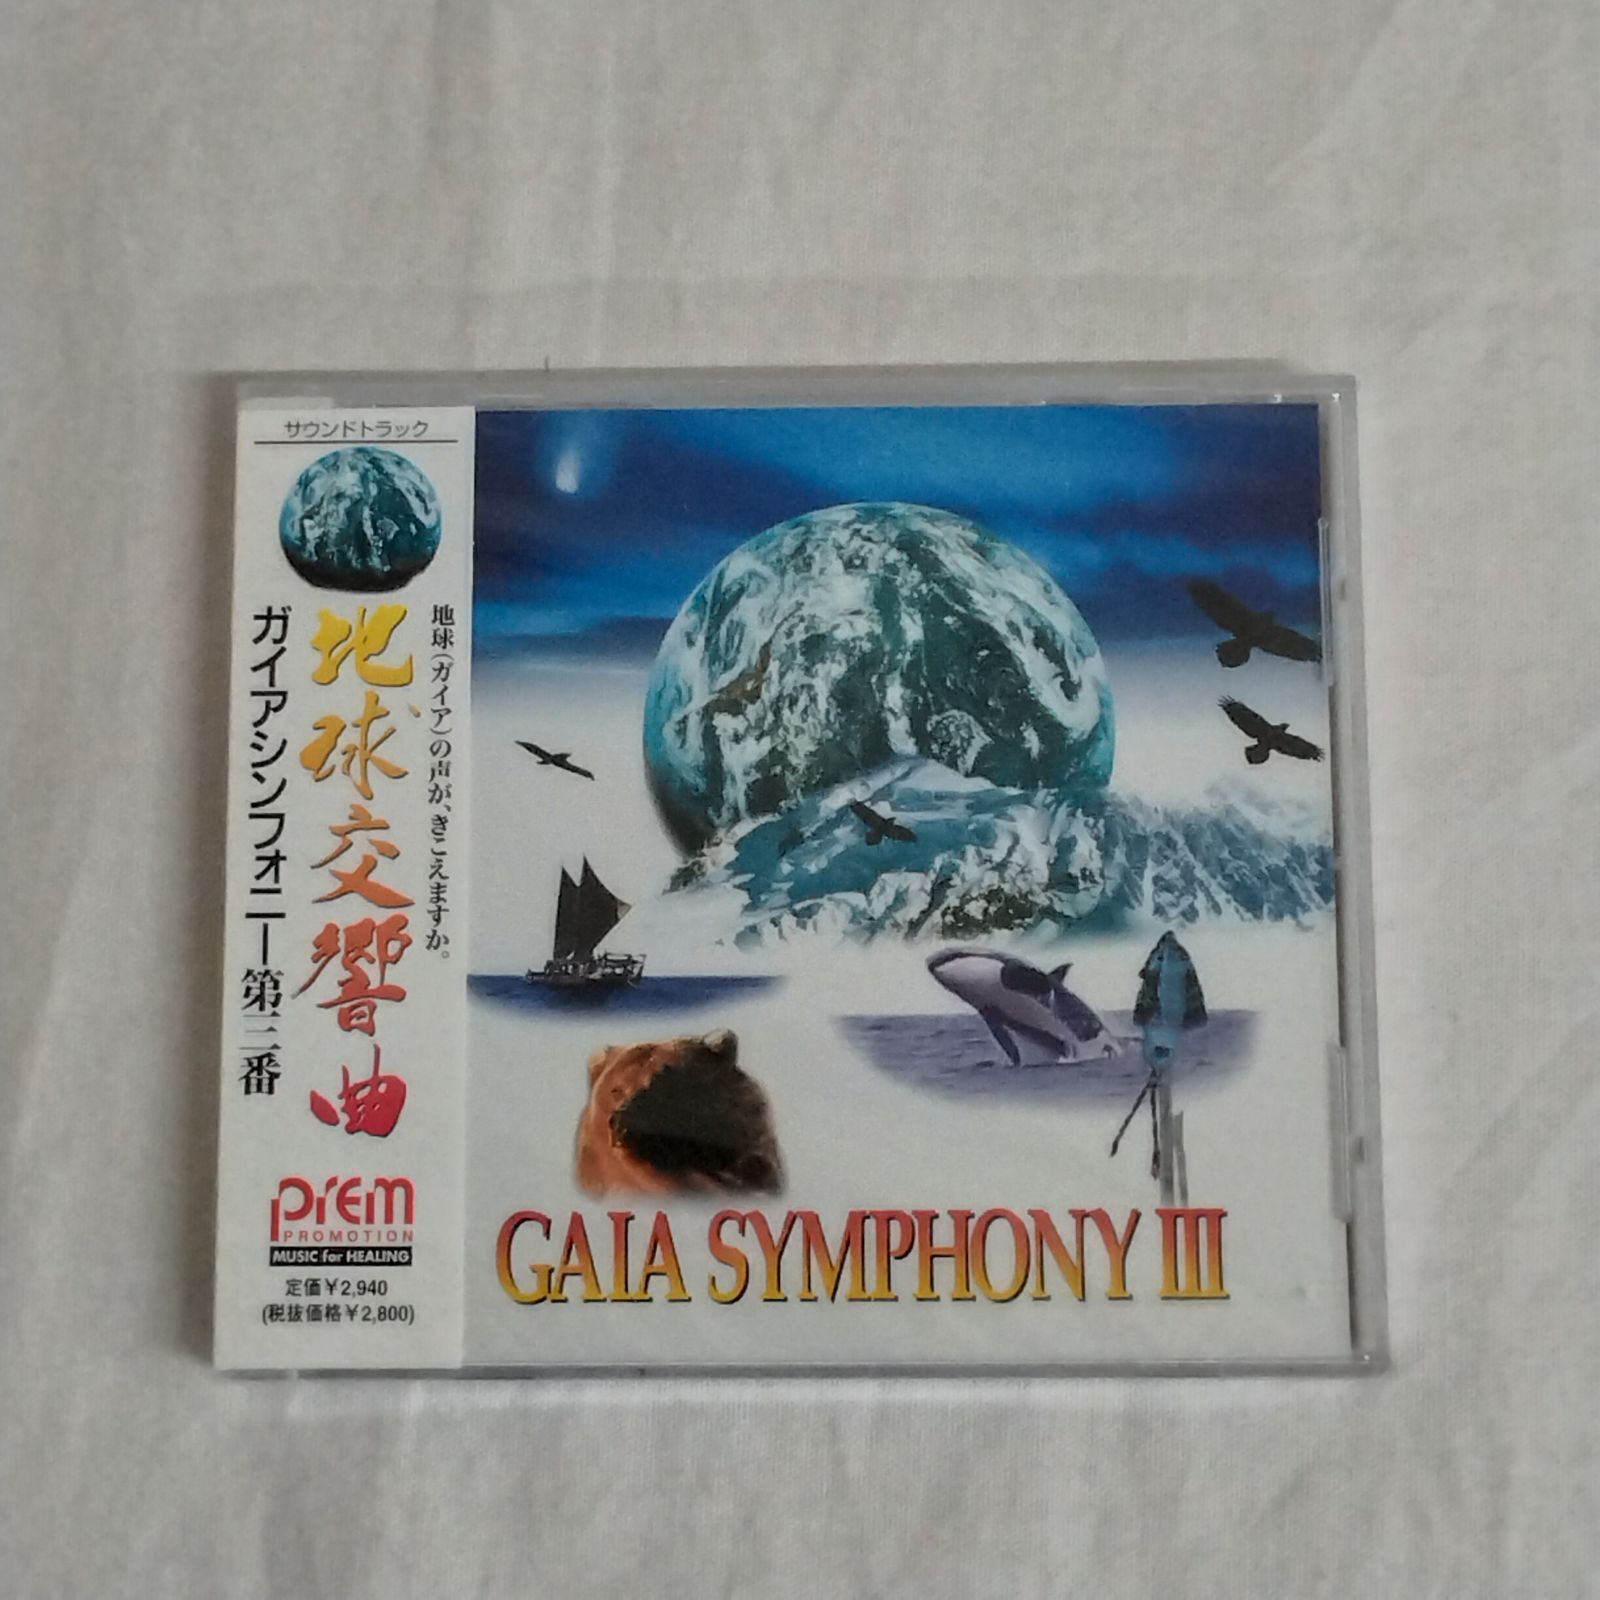 サウンドトラック
地球(ガイア)の声が、きこえますか。
地球交響曲
ガイアシンフォニー第三番
PrEm
PROMOTION
MUSIC for HEALING
定価￥2,940
(税抜価格￥2,800)
GAIA SYMPHONY III